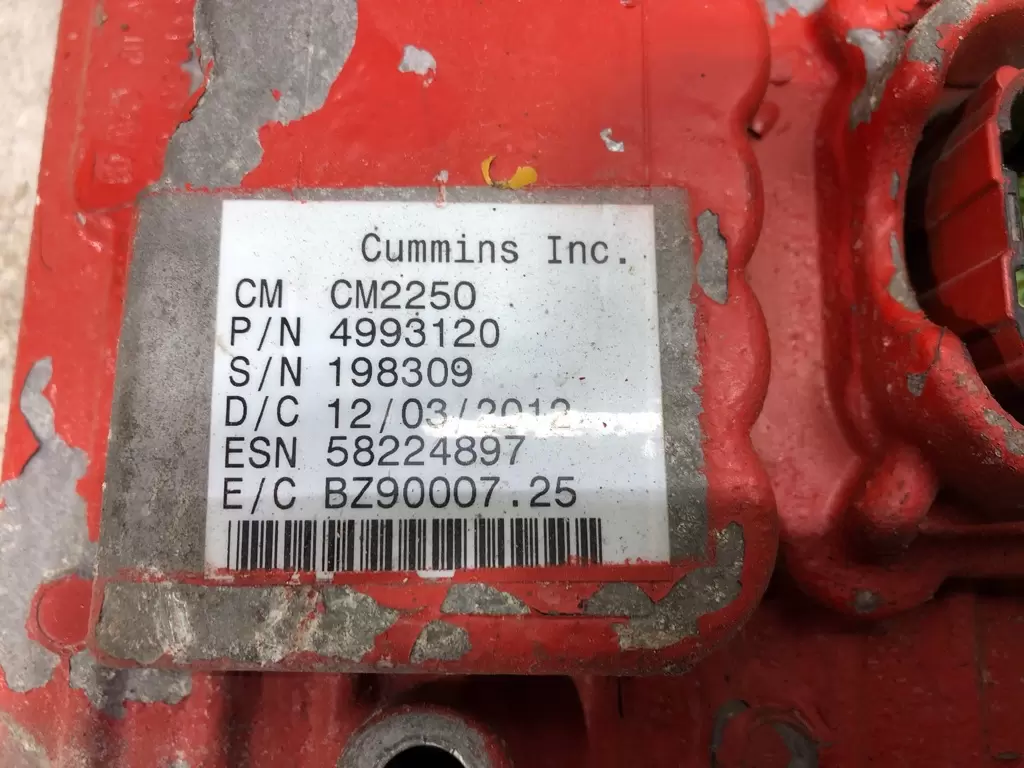 Cummins Inc.
CM CM2250
P/N 4993120
S/N 198309
D/C 12/03/2012
ESN 58224897
E/C BZ90007.25